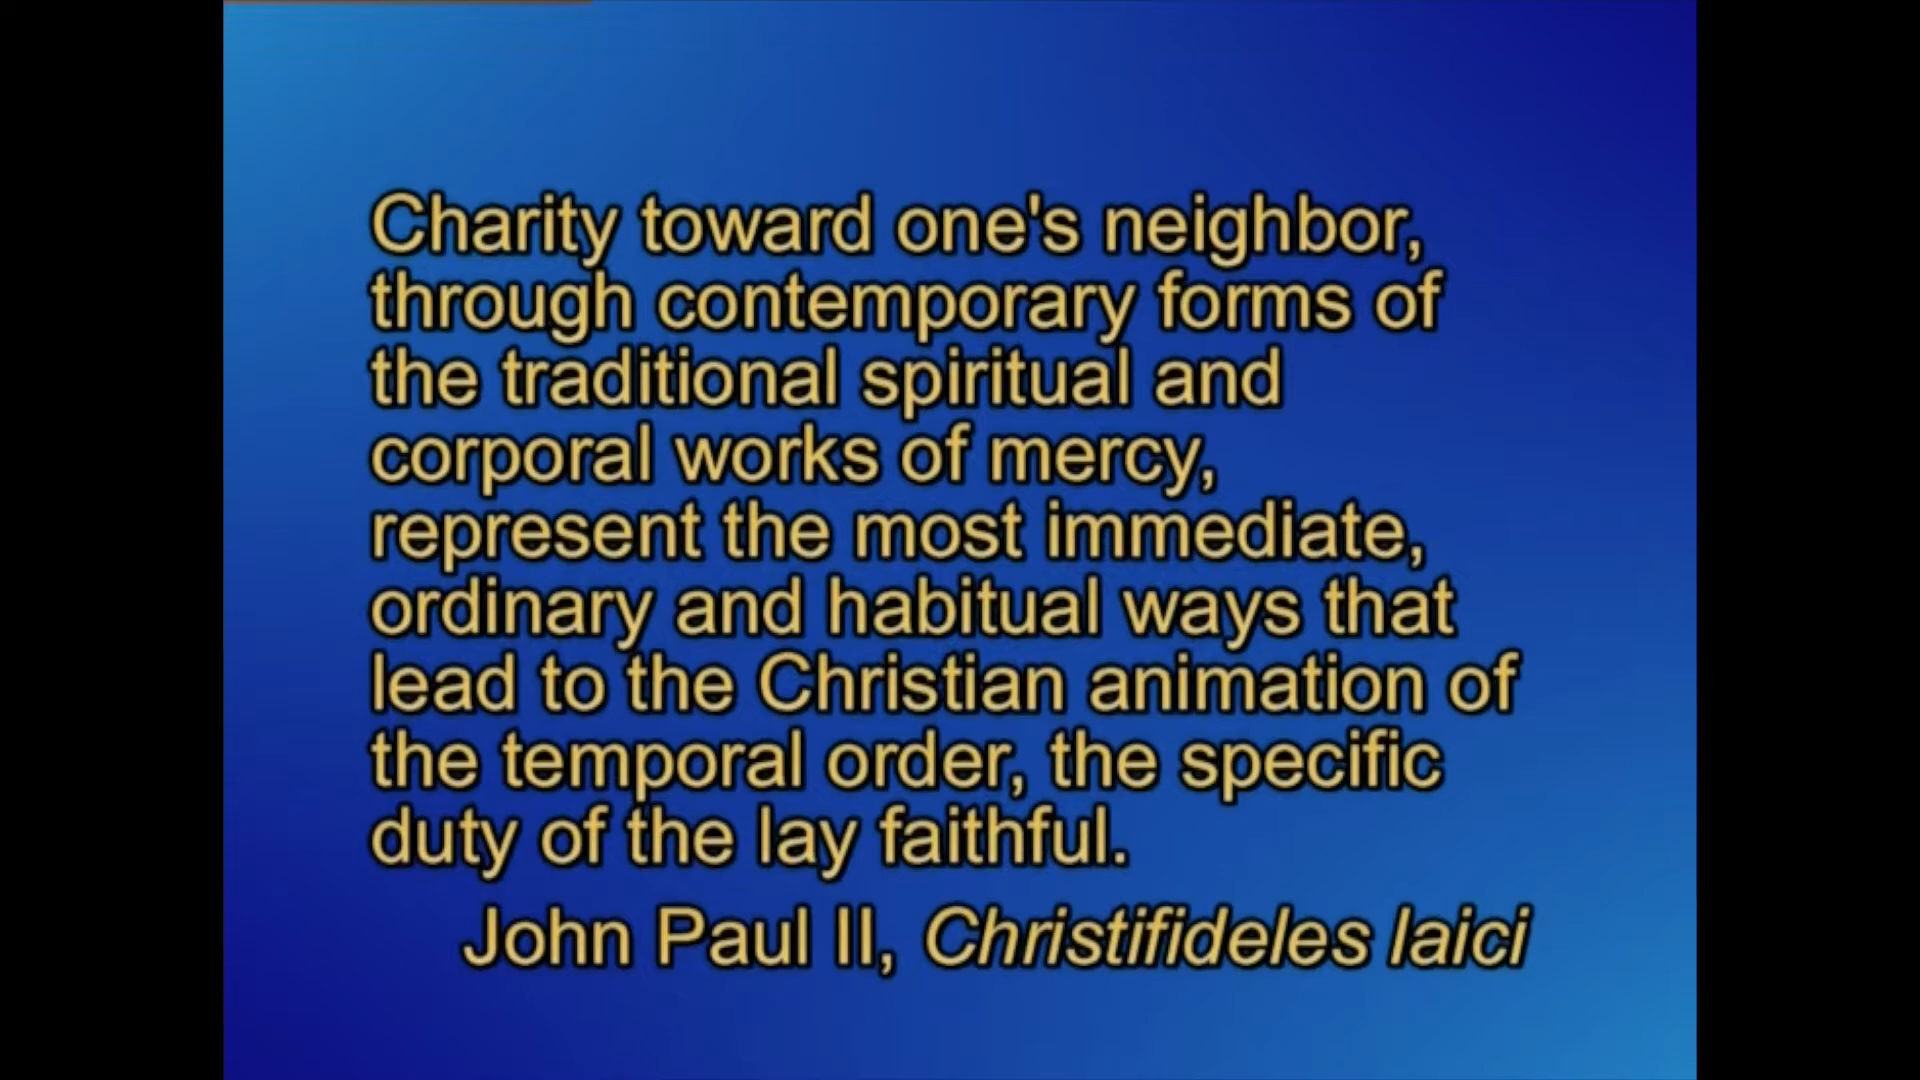 Charity toward one's neighbor,
through contemporary forms of
the traditional spiritual and
corporal works of mercy,
represent the most immediate,
ordinary and habitual ways that
lead to the Christian animation of
the temporal order, the specific
duty of the lay faithful.
John Paul II, Christifideles laici